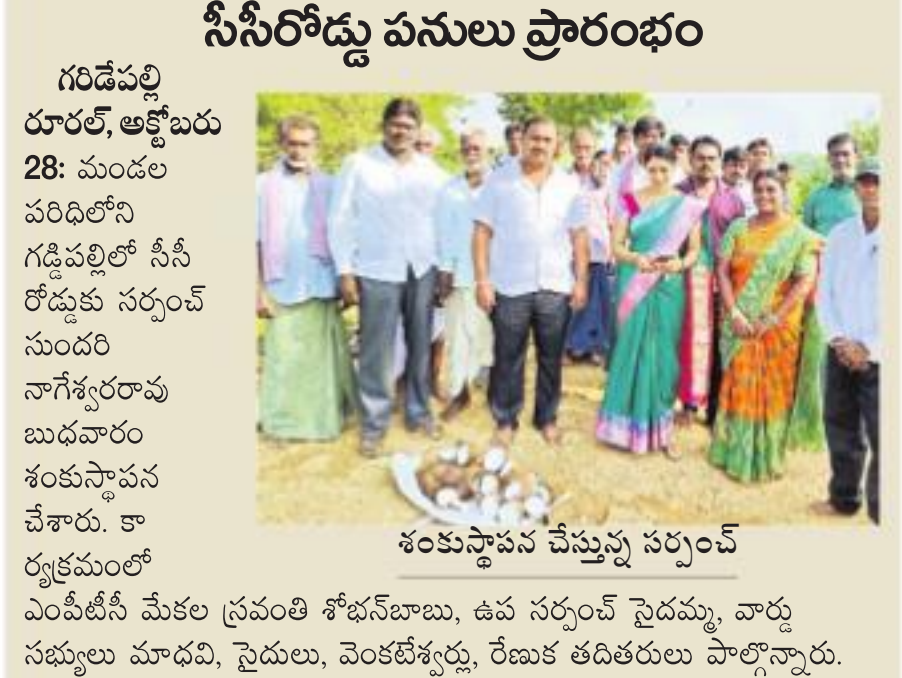 సీసీరోడ్డు పనులు ప్రారంభం
గరిడేపల్లి
రూరల్, అక్టోబరు
28: మండల
పరిధిలోని
గడ్డిపల్లిలో సీసీ
రోడ్డుకు సర్పంచ్
సుందరి
నాగేశ్వరరావు
బుధవారం
శంకుస్థాపన
చేశారు. కా
ర్యక్రమంలో
ఎంపీటీసీ మేకల స్రవంతి శోభన్‌బాబు, ఉప సర్పంచ్ సైదమ్మ, వార్డు
సభ్యులు మాధవి, సైదులు, వెంకటేశ్వర్లు, రేణుక తదితరులు పాల్గొన్నారు.
శంకుస్థాపన చేస్తున్న సర్పంచ్